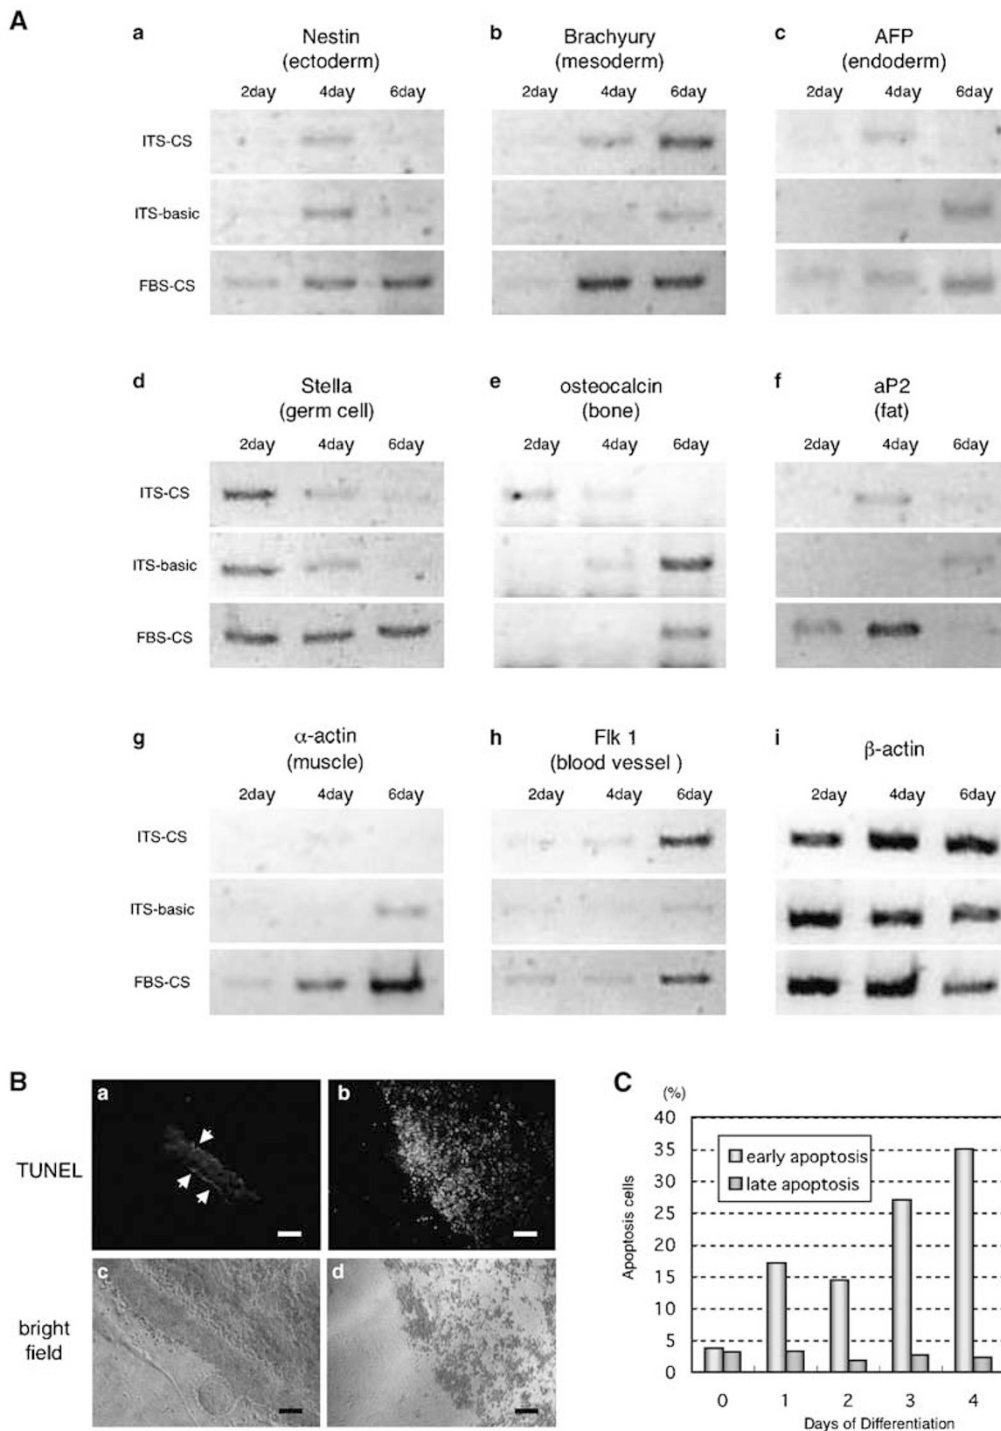 A
a
Nestin
(ectoderm)
2day 4day 6day
b
Brachyury
(mesoderm)
2day 4day 6day
c
AFP
(endoderm)
2day 4day 6day
ITS-CS
ITS-basic
FBS-CS
d
Stella
(germ cell)
2day 4day 6day
e
osteocalcin
(bone)
2day 4day 6day
f
aP2
(fat)
2day 4day 6day
ITS-CS
ITS-basic
FBS-CS
g
α-actin
(muscle)
2day 4day 6day
h
Flk 1
(blood vessel )
2day 4day 6day
i
β-actin
2day 4day 6day
ITS-CS
ITS-basic
FBS-CS
B
TUNEL
a
b
bright
field
c
d
C
(%)
40
35
30
25
20
15
10
5
0
Apoptosis cells
early apoptosis
late apoptosis
0 1 2 3 4
Days of Differentiation